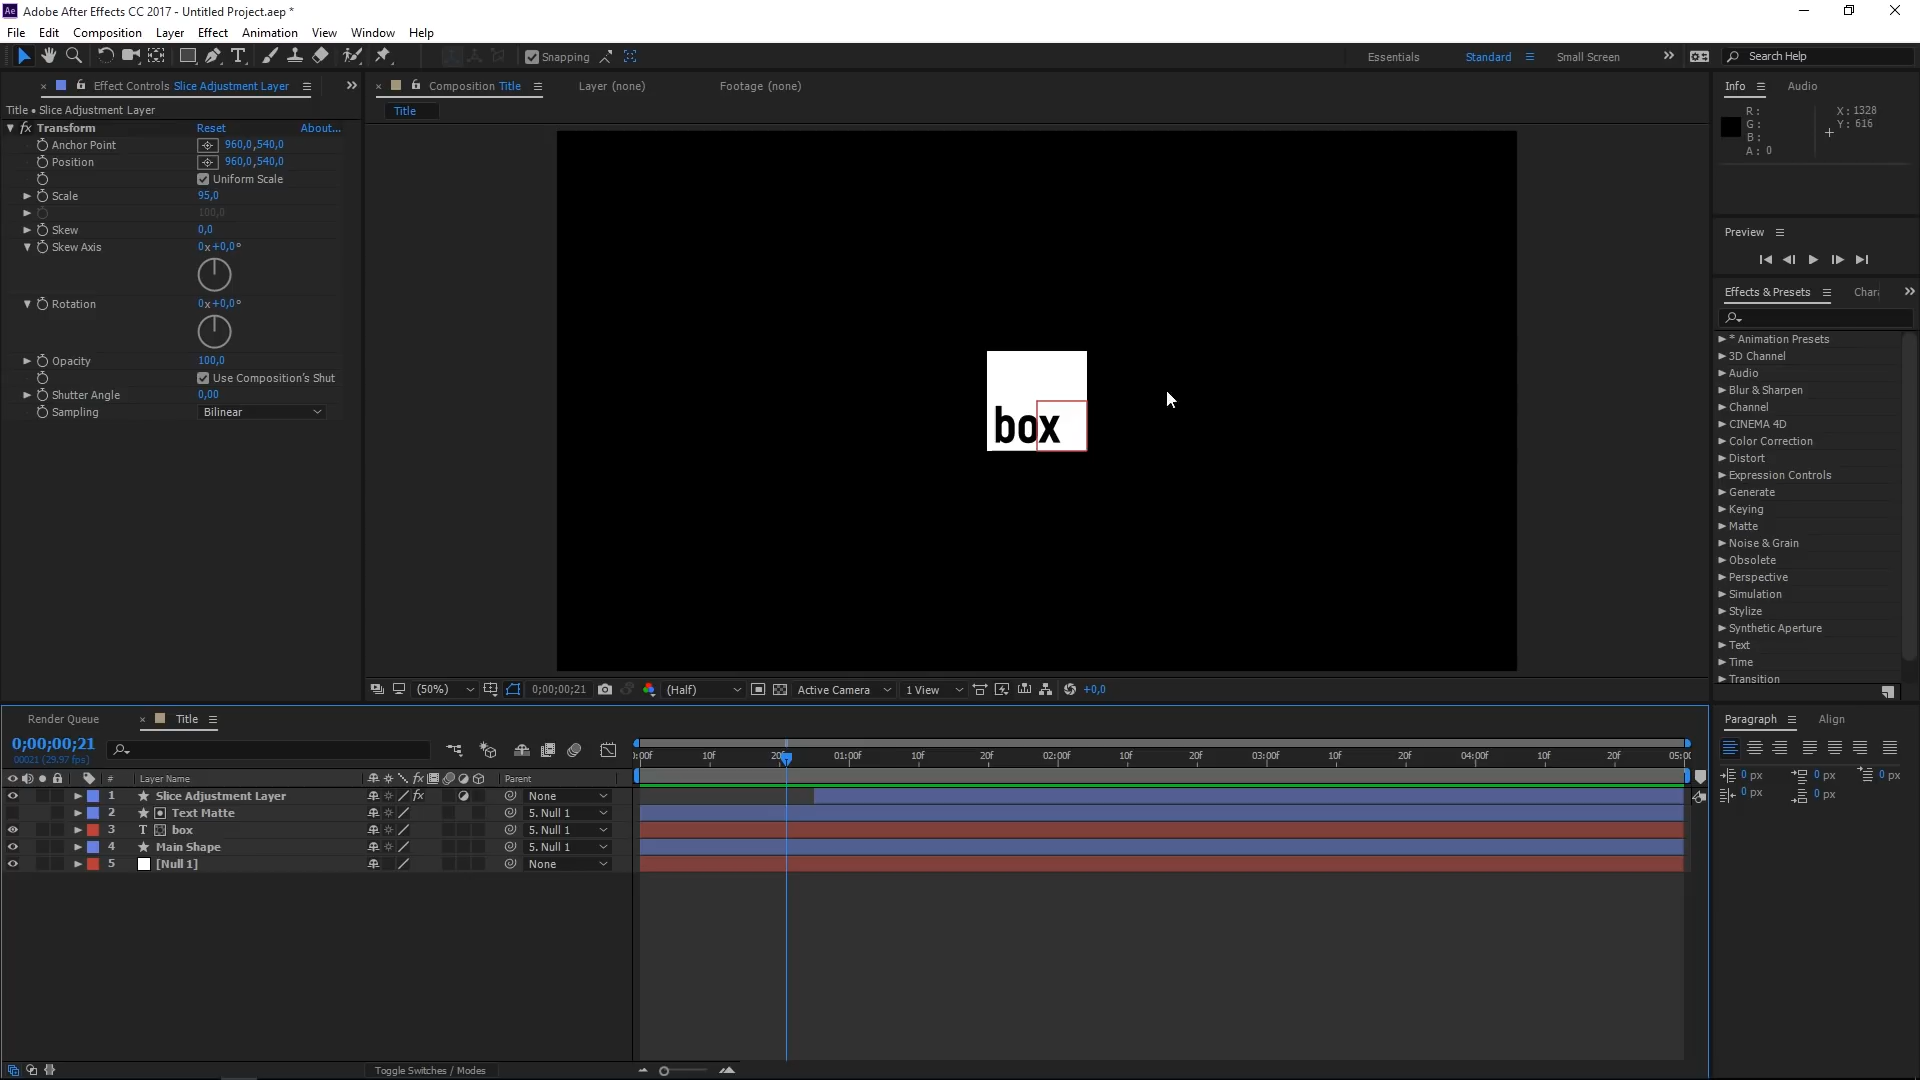 Adobe After Effects CC 2017 - Untitled Project.aep *
File Edit Composition Layer Effect Animation View Window Help
Snapping Essentials Standard Small Screen Search Help
Effect Controls Slice Adjustment Layer
Composition Title Layer (none) Footage (none)
Info Audio
Title • Slice Adjustment Layer
Title
Transform Reset About...
Anchor Point 960,0,540,0
Position 960,0,540,0
Uniform Scale
Scale 95,0
100,0
Skew 0,0
Skew Axis 0x+0,0°
Rotation 0x+0,0°
Opacity 100,0
Use Composition's Shut
Shutter Angle 0,00
Sampling Bilinear
box
R:
G:
B:
A: 0
X: 1328
Y: 616
Preview
Effects & Presets
* Animation Presets
3D Channel
Audio
Blur & Sharpen
Channel
CINEMA 4D
Color Correction
Distort
Expression Controls
Generate
Keying
Matte
Noise & Grain
Obsolete
Perspective
Simulation
Stylize
Synthetic Aperture
Text
Time
Transition
(50%) 0;00;00;21 (Half) Active Camera 1 View +0,0
Render Queue Title
0;00;00;21
00021 (29.97 fps)
:00f 10f 20f 01:00f 10f 20f 02:00f 10f 20f 03:00f 10f 20f 04:00f 10f 20f 05:00f
# Layer Name Parent
1 Slice Adjustment Layer fx None
2 Text Matte 5. Null 1
3 T box 5. Null 1
4 Main Shape 5. Null 1
5 [Null 1] None
Toggle Switches / Modes
Paragraph Align
0 px 0 px 0 px
0 px 0 px